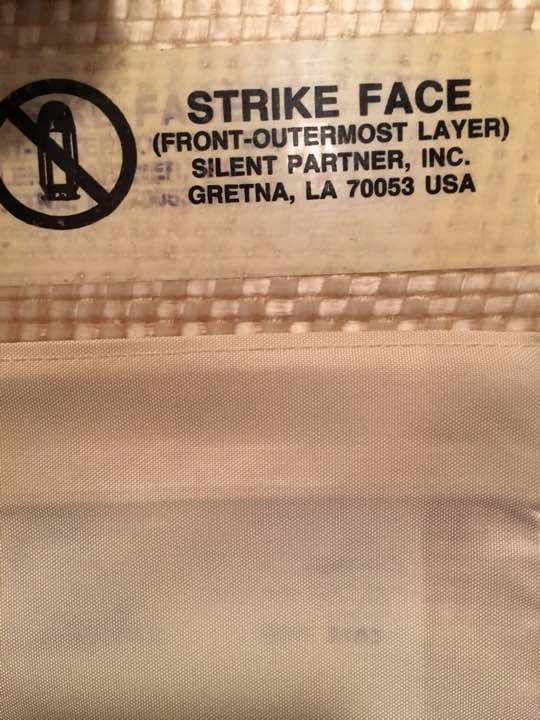 STRIKE FACE
(FRONT-OUTERMOST LAYER)
SILENT PARTNER, INC.
GRETNA, LA 70053 USA